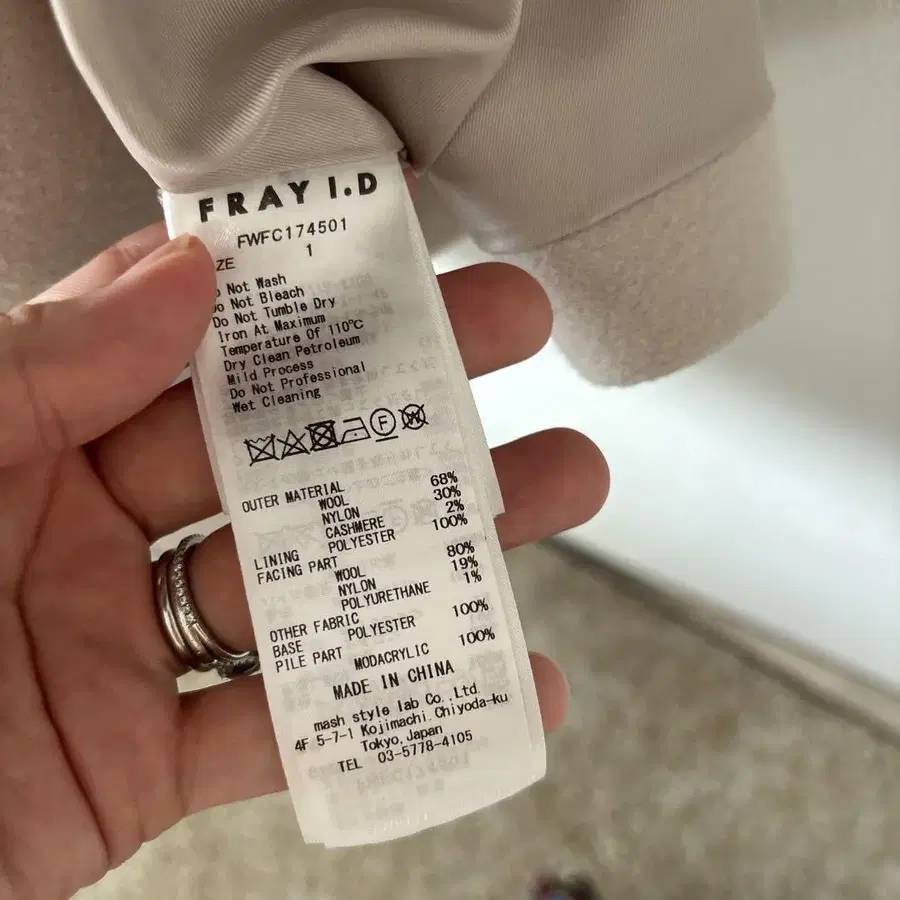 FRAY I.D
FWFC174501
ZE 1
Not Wash
Do Not Bleach
Do Not Tumble Dry
Iron At Maximum
Temperature Of 110℃
Dry Clean Petroleum
Mild Process
Do Not Professional
Wet Cleaning
F W
OUTER MATERIAL
WOOL 68%
NYLON 30%
CASHMERE 2%
LINING POLYESTER 100%
FACING PART
WOOL 80%
NYLON 19%
POLYURETHANE 1%
OTHER FABRIC
BASE POLYESTER 100%
PILE PART MODACRYLIC 100%
MADE IN CHINA
mash style lab Co.,Ltd.
4F 5-7-1 Kojimachi.Chiyoda-ku
Tokyo,Japan
TEL 03-5778-4105